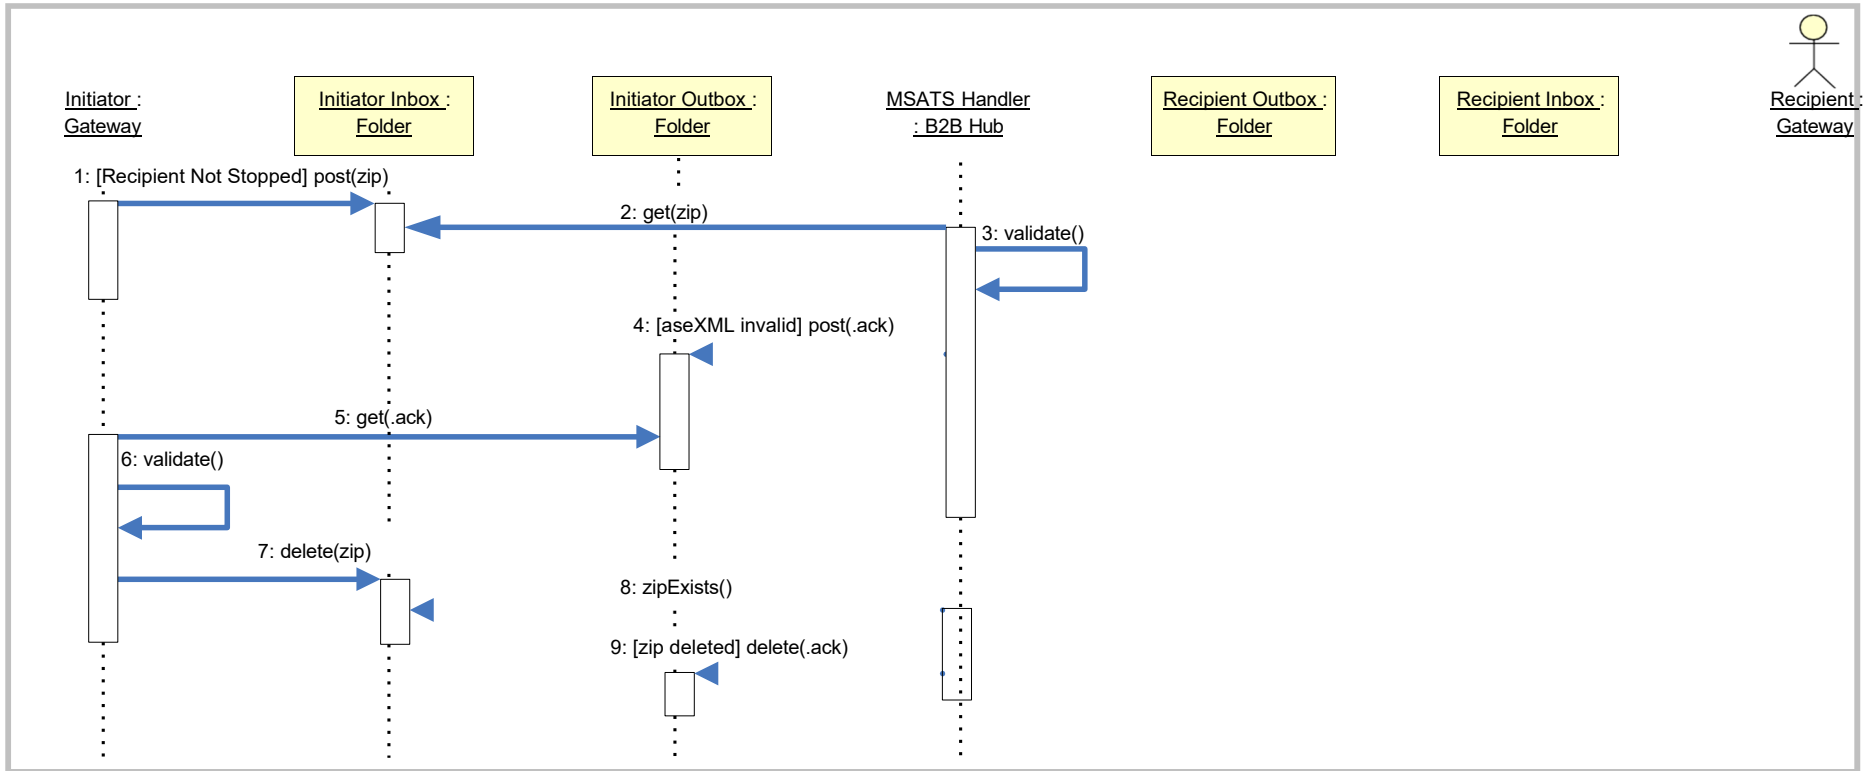 Initiator :
Gateway
Initiator Inbox :
Folder
Initiator Outbox :
Folder
MSATS Handler
: B2B Hub
Recipient Outbox :
Folder
Recipient Inbox :
Folder
Recipient :
Gateway
1: [Recipient Not Stopped] post(zip)
2: get(zip)
3: validate()
4: [aseXML invalid] post(.ack)
5: get(.ack)
6: validate()
7: delete(zip)
8: zipExists()
9: [zip deleted] delete(.ack)